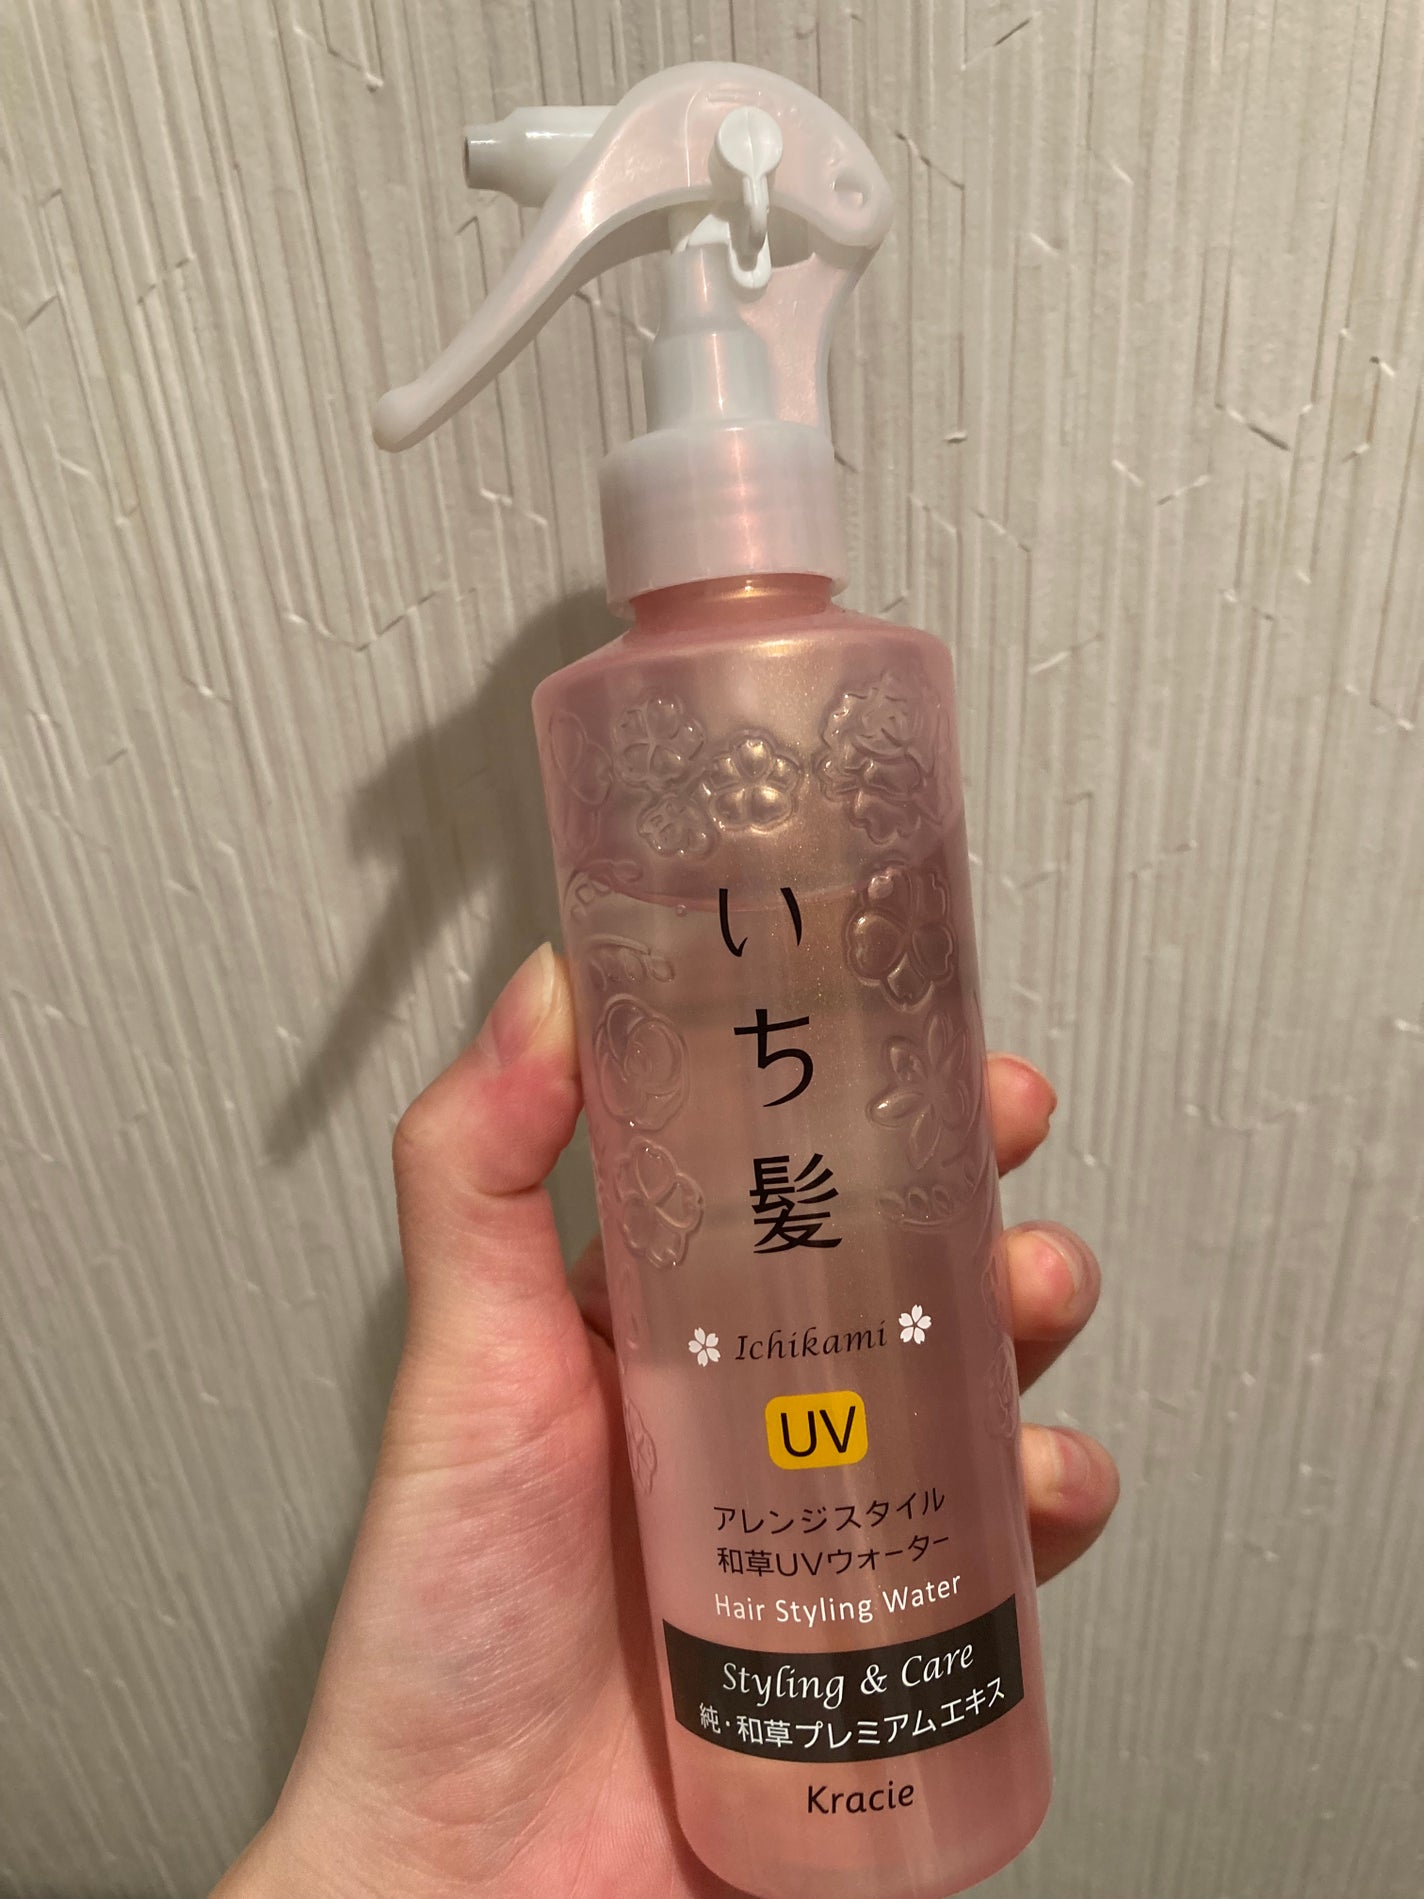 いち髪
Ichikami
UV
アレンジスタイル
和草UVウォーター
Hair Styling Water
Styling & Care
純・和草プレミアムエキス
Kracie